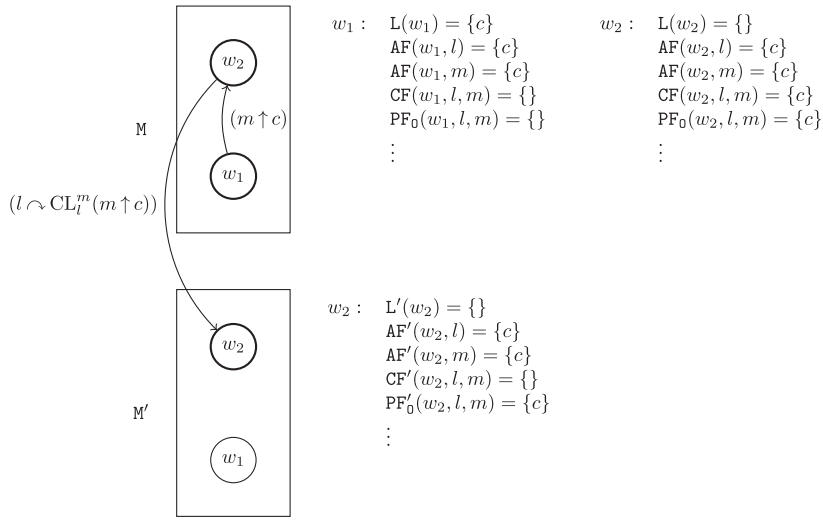 w₁ : L(w₁) = {c}
AF(w₁, l) = {c}
AF(w₁, m) = {c}
CF(w₁, l, m) = {}
PF₀(w₁, l, m) = {}
⋮
w₂ : L(w₂) = {}
AF(w₂, l) = {c}
AF(w₂, m) = {c}
CF(w₂, l, m) = {c}
PF₀(w₂, l, m) = {c}
⋮
w₂
(m ↑ c)
M
w₁
(l ↷ CLₗᵐ(m ↑ c))
w₂ : L′(w₂) = {}
AF′(w₂, l) = {c}
AF′(w₂, m) = {c}
CF′(w₂, l, m) = {}
PF′₀(w₂, l, m) = {c}
⋮
w₂
M′
w₁